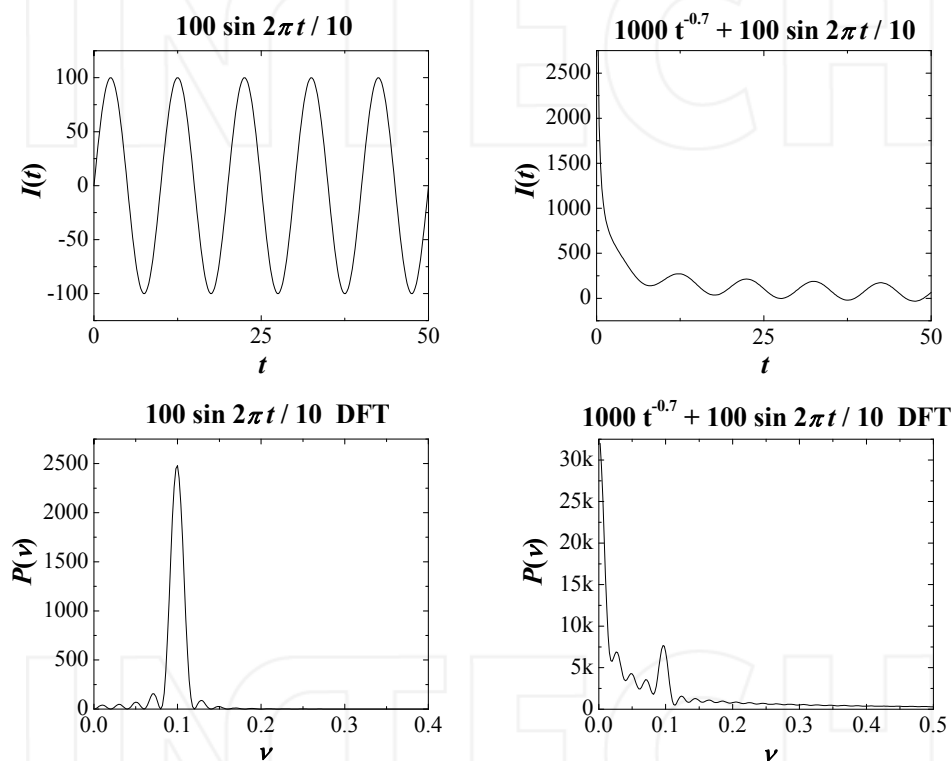 100 sin 2πt / 10
I(t)
100
50
0
-50
-100
0
25
50
t
1000 t^-0.7 + 100 sin 2πt / 10
I(t)
2500
2000
1500
1000
500
0
0
25
50
t
100 sin 2πt / 10 DFT
P(ν)
2500
2000
1500
1000
500
0
0.0
0.1
0.2
0.3
0.4
ν
1000 t^-0.7 + 100 sin 2πt / 10 DFT
P(ν)
30k
25k
20k
15k
10k
5k
0
0.0
0.1
0.2
0.3
0.4
0.5
ν
INTECH
INTECH